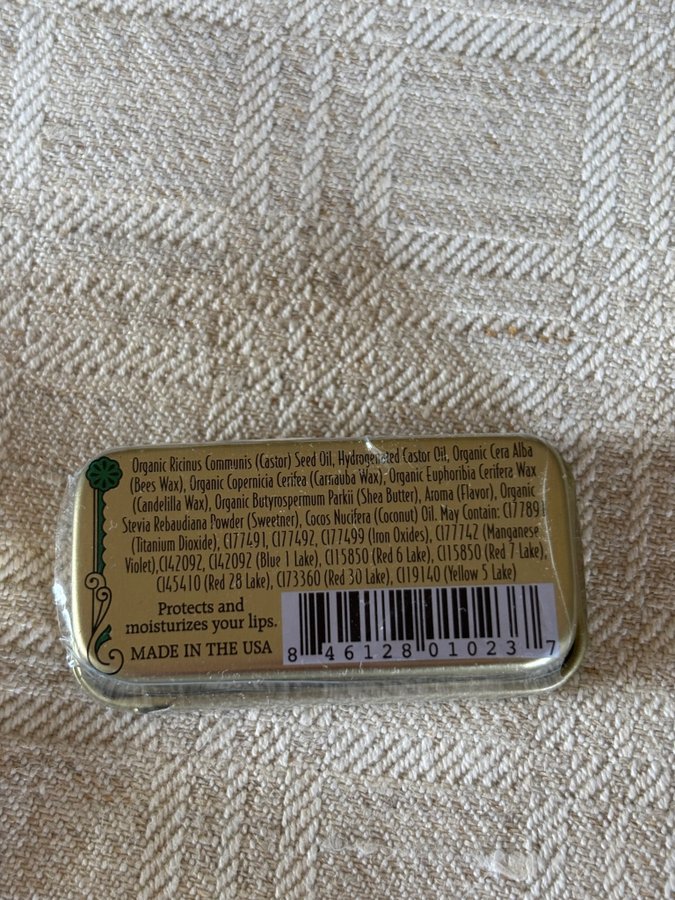 Organic Ricinus Communis (Castor) Seed Oil, Hydrogenated Castor Oil, Organic Cera Alba
(Bees Wax), Organic Copernicia Cerifea (Carnauba Wax), Organic Euphoribia Cerifera Wax
(Candelilla Wax), Organic Butyrospermum Parkii (Shea Butter), Aroma (Flavor), Organic
Stevia Rebaudiana Powder (Sweetner), Cocos Nucifera (Coconut) Oil. May Contain: CI77891
(Titanium Dioxide), CI77491, CI77492, CI77499 (Iron Oxides), CI77742 (Manganese
Violet),CI42092, CI42092 (Blue 1 Lake), CI15850 (Red 6 Lake), CI15850 (Red 7 Lake),
CI45410 (Red 28 Lake), CI73360 (Red 30 Lake), CI19140 (Yellow 5 Lake)
Protects and
moisturizes your lips.
MADE IN THE USA
8 46128 01023 7